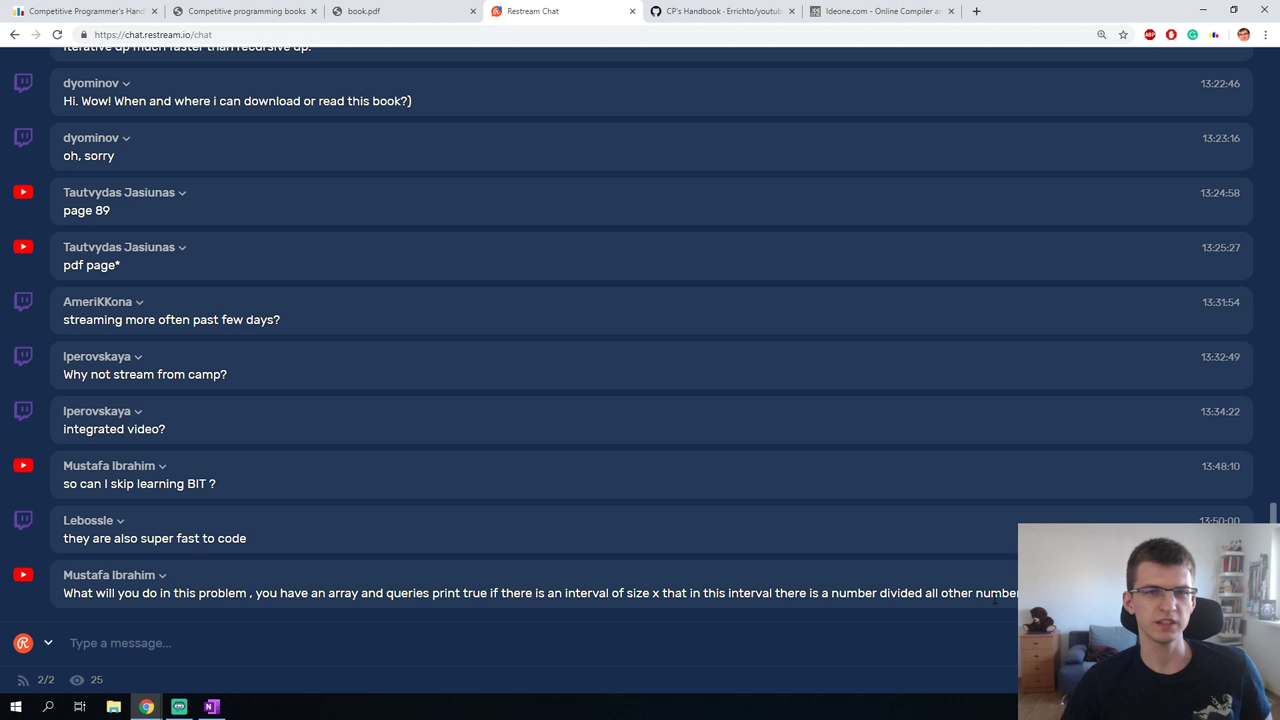 Competitive Programmer's Hand
Competitive programming books
book.pdf
Restream Chat
CP's Handbook · Errichto/youtub
Ideone.com - Online Compiler a
https://chat.restream.io/chat
Iterative dp much faster than recursive dp.
dyominov
13:22:46
Hi. Wow! When and where i can download or read this book?)
dyominov
13:23:16
oh, sorry
Tautvydas Jasiunas
13:24:58
page 89
Tautvydas Jasiunas
13:25:27
pdf page*
AmeriKKona
13:31:54
streaming more often past few days?
lperovskaya
13:32:49
Why not stream from camp?
lperovskaya
13:34:22
integrated video?
Mustafa Ibrahim
13:48:10
so can I skip learning BIT ?
Lebossle
13:50:00
they are also super fast to code
Mustafa Ibrahim
What will you do in this problem , you have an array and queries print true if there is an interval of size x that in this interval there is a number divided all other number
Type a message...
2/2
25